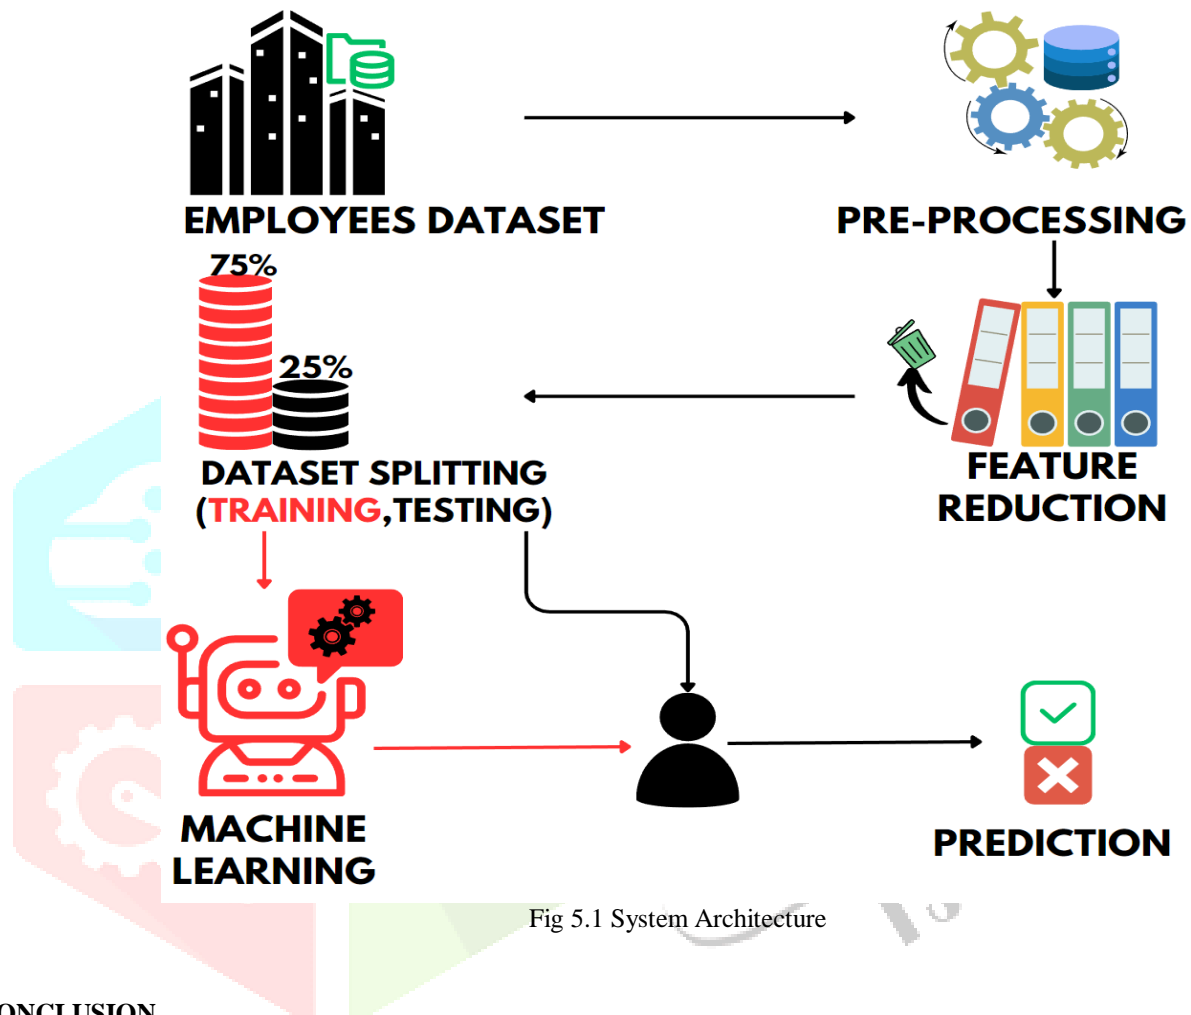 EMPLOYEES DATASET
PRE-PROCESSING
75%
25%
DATASET SPLITTING
(TRAINING,TESTING)
FEATURE
REDUCTION
MACHINE
LEARNING
PREDICTION
Fig 5.1 System Architecture